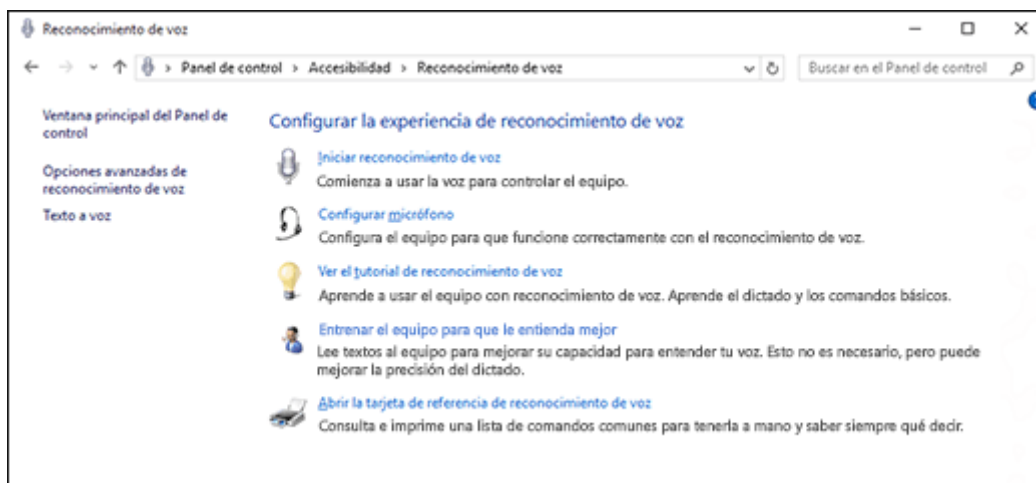 Reconocimiento de voz
Panel de control > Accesibilidad > Reconocimiento de voz
Buscar en el Panel de control
Ventana principal del Panel de
control
Opciones avanzadas de
reconocimiento de voz
Texto a voz
Configurar la experiencia de reconocimiento de voz
Iniciar reconocimiento de voz
Comienza a usar la voz para controlar el equipo.
Configurar micrófono
Configura el equipo para que funcione correctamente con el reconocimiento de voz.
Ver el tutorial de reconocimiento de voz
Aprende a usar el equipo con reconocimiento de voz. Aprende el dictado y los comandos básicos.
Entrenar el equipo para que le entienda mejor
Lee textos al equipo para mejorar su capacidad para entender tu voz. Esto no es necesario, pero puede
mejorar la precisión del dictado.
Abrir la tarjeta de referencia de reconocimiento de voz
Consulta e imprime una lista de comandos comunes para tenerla a mano y saber siempre qué decir.